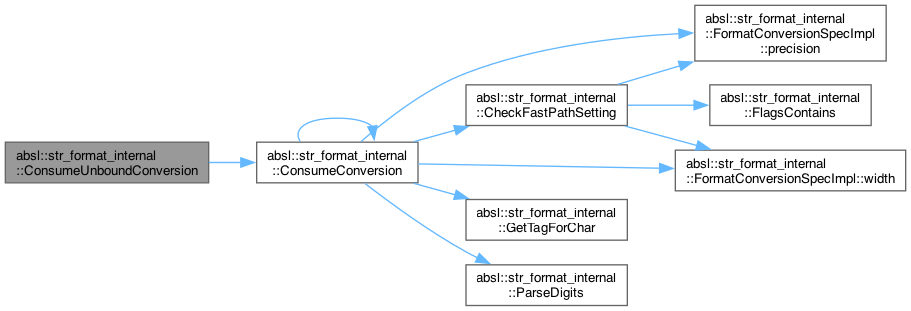 absl::str_format_internal
::ConsumeUnboundConversion
absl::str_format_internal
::ConsumeConversion
absl::str_format_internal
::FormatConversionSpecImpl
::precision
absl::str_format_internal
::CheckFastPathSetting
absl::str_format_internal
::FlagsContains
absl::str_format_internal
::FormatConversionSpecImpl::width
absl::str_format_internal
::GetTagForChar
absl::str_format_internal
::ParseDigits